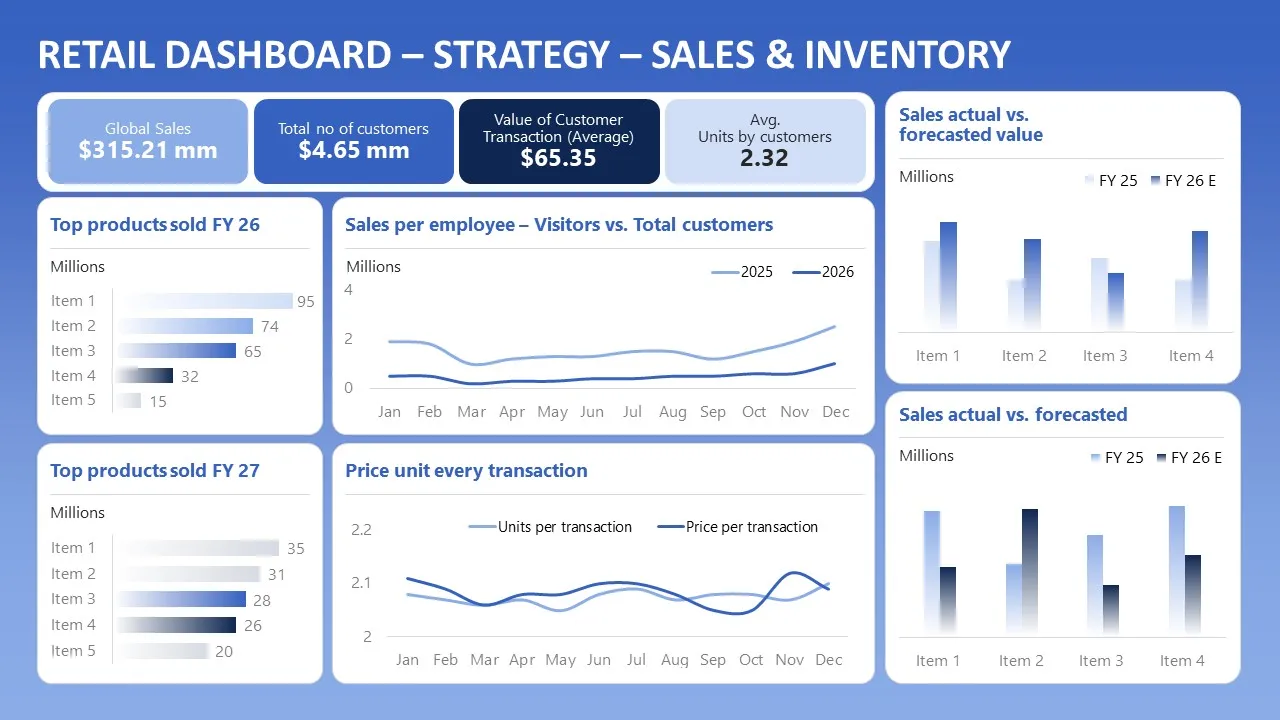 RETAIL DASHBOARD – STRATEGY – SALES & INVENTORY
Global Sales
$315.21 mm
Total no of customers
$4.65 mm
Value of Customer
Transaction (Average)
$65.35
Avg.
Units by customers
2.32
Top products sold FY 26
Millions
Item 1 95
Item 2 74
Item 3 65
Item 4 32
Item 5 15
Sales per employee – Visitors vs. Total customers
Millions
2025 2026
4
2
0
Jan Feb Mar Apr May Jun Jul Aug Sep Oct Nov Dec
Sales actual vs.
forecasted value
Millions
FY 25 FY 26 E
Item 1 Item 2 Item 3 Item 4
Top products sold FY 27
Millions
Item 1 35
Item 2 31
Item 3 28
Item 4 26
Item 5 20
Price unit every transaction
Units per transaction Price per transaction
2.2
2.1
2
Jan Feb Mar Apr May Jun Jul Aug Sep Oct Nov Dec
Sales actual vs. forecasted
Millions
FY 25 FY 26 E
Item 1 Item 2 Item 3 Item 4